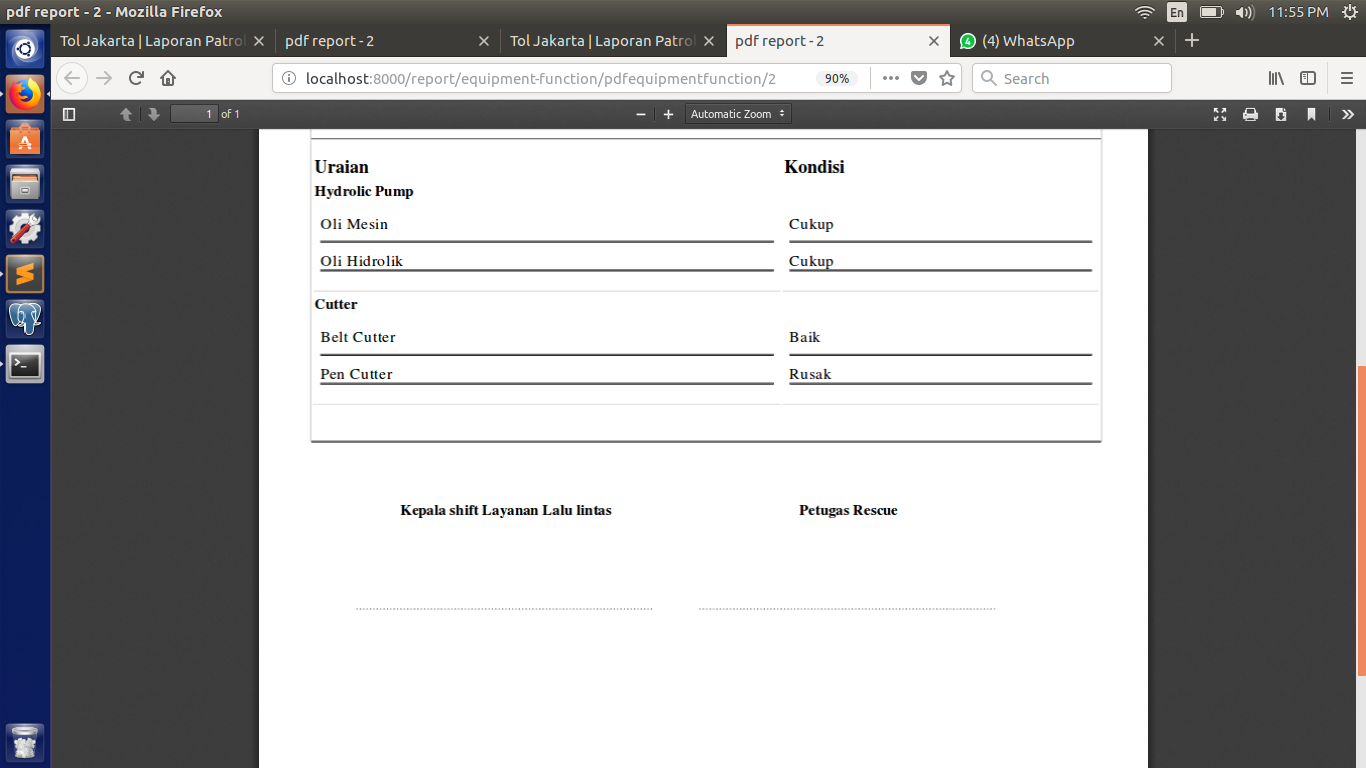 pdf report - 2 - Mozilla Firefox
En
11:55 PM
Tol Jakarta | Laporan Patrol
pdf report - 2
Tol Jakarta | Laporan Patrol
pdf report - 2
4
(4) WhatsApp
localhost:8000/report/equipment-function/pdfequipmentfunction/2
90%
Search
1 of 1
Automatic Zoom
Uraian Kondisi
Hydrolic Pump
Oli Mesin Cukup
Oli Hidrolik Cukup
Cutter
Belt Cutter Baik
Pen Cutter Rusak
Kepala shift Layanan Lalu lintas Petugas Rescue